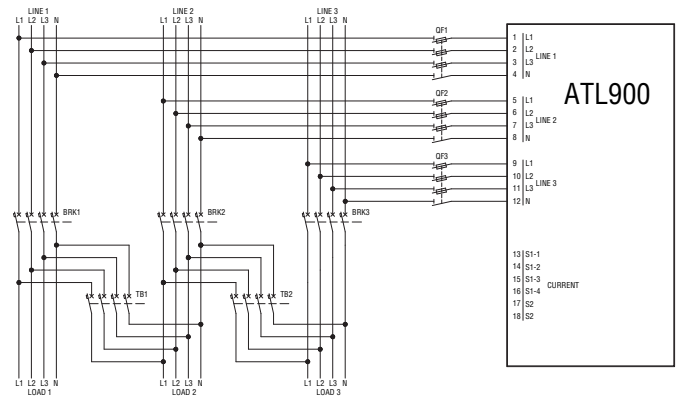 LINE 1
L1 L2 L3 N
LINE 2
L1 L2 L3 N
LINE 3
L1 L2 L3 N
QF1
1 L1
2 L2
3 L3
4 N
LINE 1
ATL900
QF2
5 L1
6 L2
7 L3
8 N
LINE 2
QF3
9 L1
10 L2
11 L3
12 N
LINE 3
BRK1
BRK2
BRK3
13 S1-1
14 S1-2
15 S1-3
16 S1-4
17 S2
18 S2
CURRENT
TB1
TB2
L1 L2 L3 N
LOAD 1
L1 L2 L3 N
LOAD 2
L1 L2 L3 N
LOAD 3